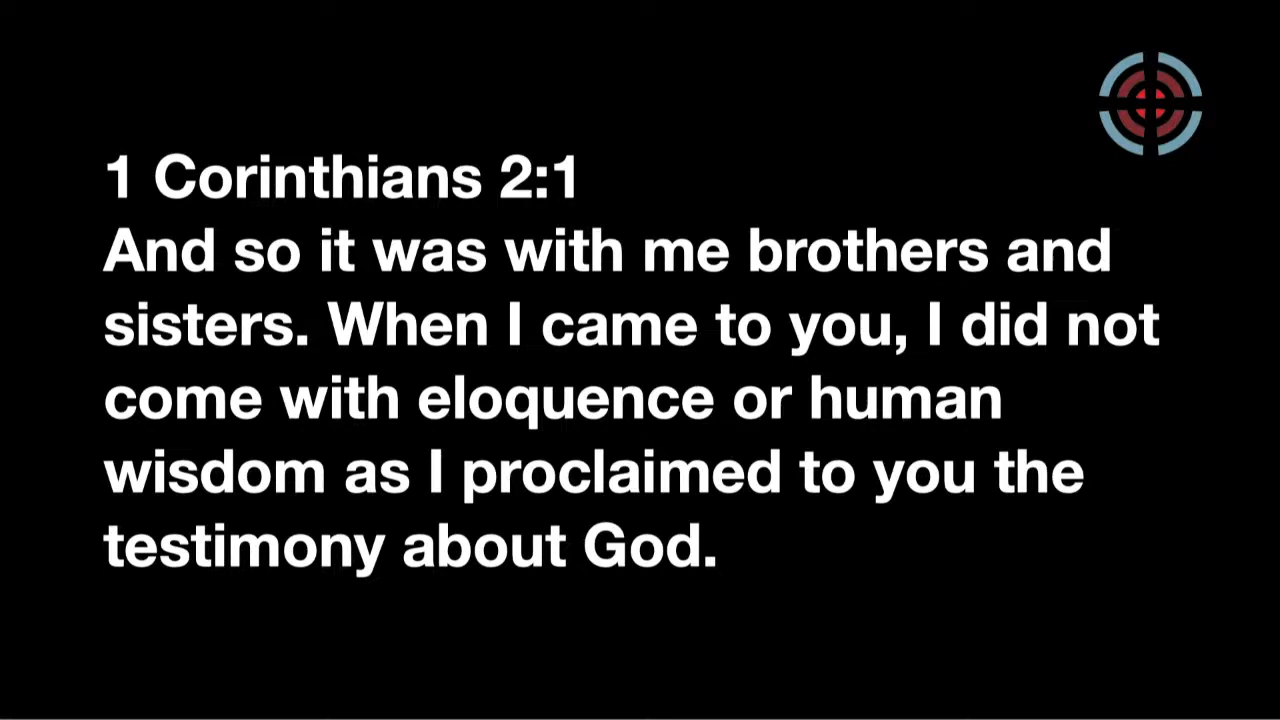 1 Corinthians 2:1
And so it was with me brothers and
sisters. When I came to you, I did not
come with eloquence or human
wisdom as I proclaimed to you the
testimony about God.